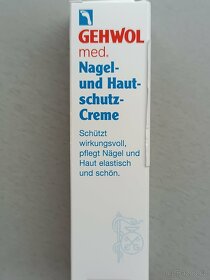 GEHWOL
med.
Nagel-
und Haut-
schutz-
Creme
Schützt
wirkungsvoll,
pflegt Nägel und
Haut elastisch
und schön.